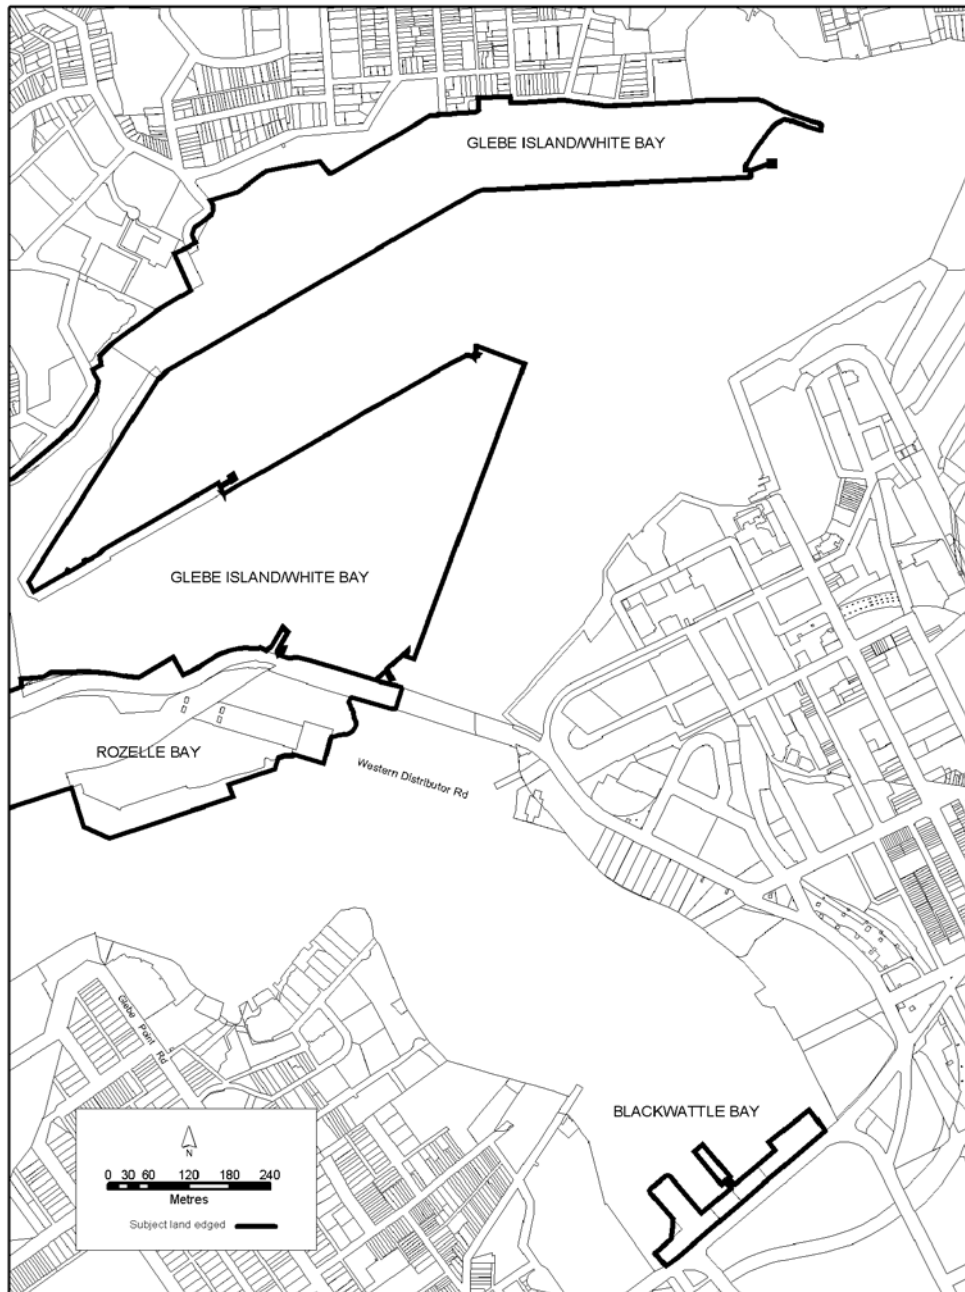 GLEBE ISLAND/WHITE BAY
GLEBE ISLAND/WHITE BAY
ROZELLE BAY
Western Distributor Rd
Glebe Point Rd
BLACKWATTLE BAY
N
0 30 60 120 180 240
Metres
Subject land edged